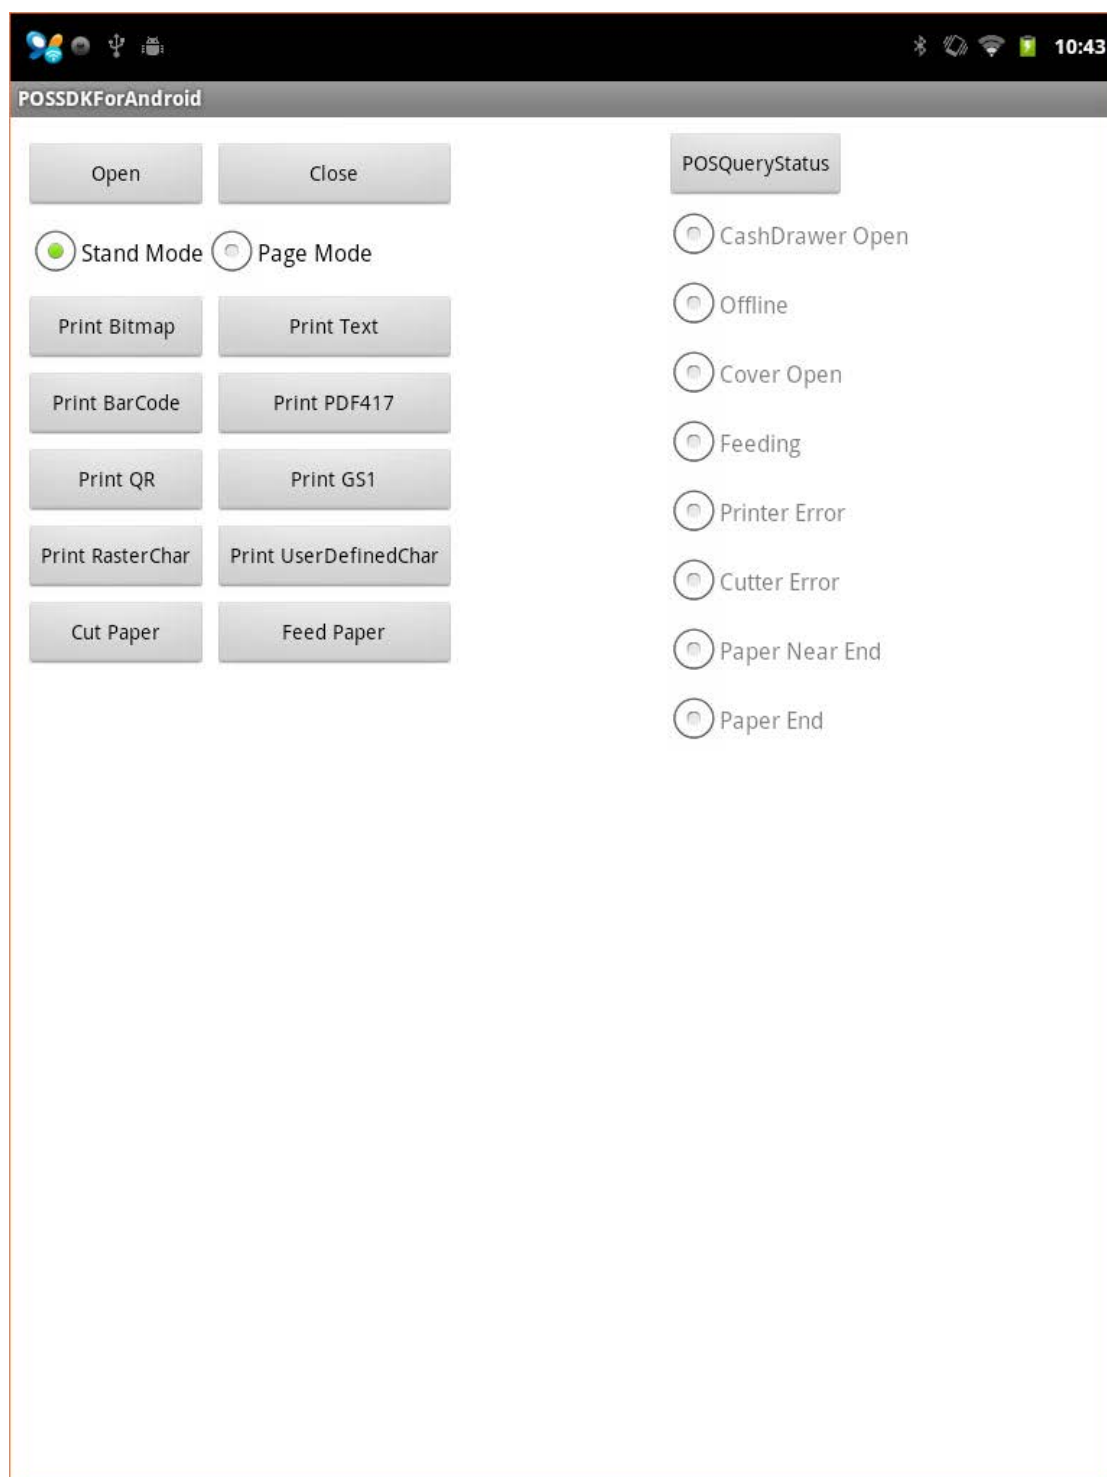 10:43
POSSDKForAndroid
Open Close
Stand Mode Page Mode
Print Bitmap Print Text
Print BarCode Print PDF417
Print QR Print GS1
Print RasterChar Print UserDefinedChar
Cut Paper Feed Paper
POSQueryStatus
CashDrawer Open
Offline
Cover Open
Feeding
Printer Error
Cutter Error
Paper Near End
Paper End